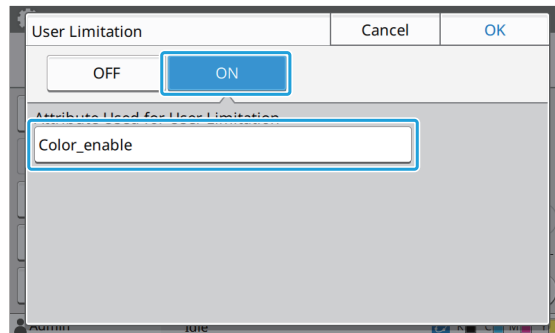 User Limitation
Cancel
OK
OFF
ON
Attribute Used for User Limitation
Color_enable
Admin
Idle
K
C
M